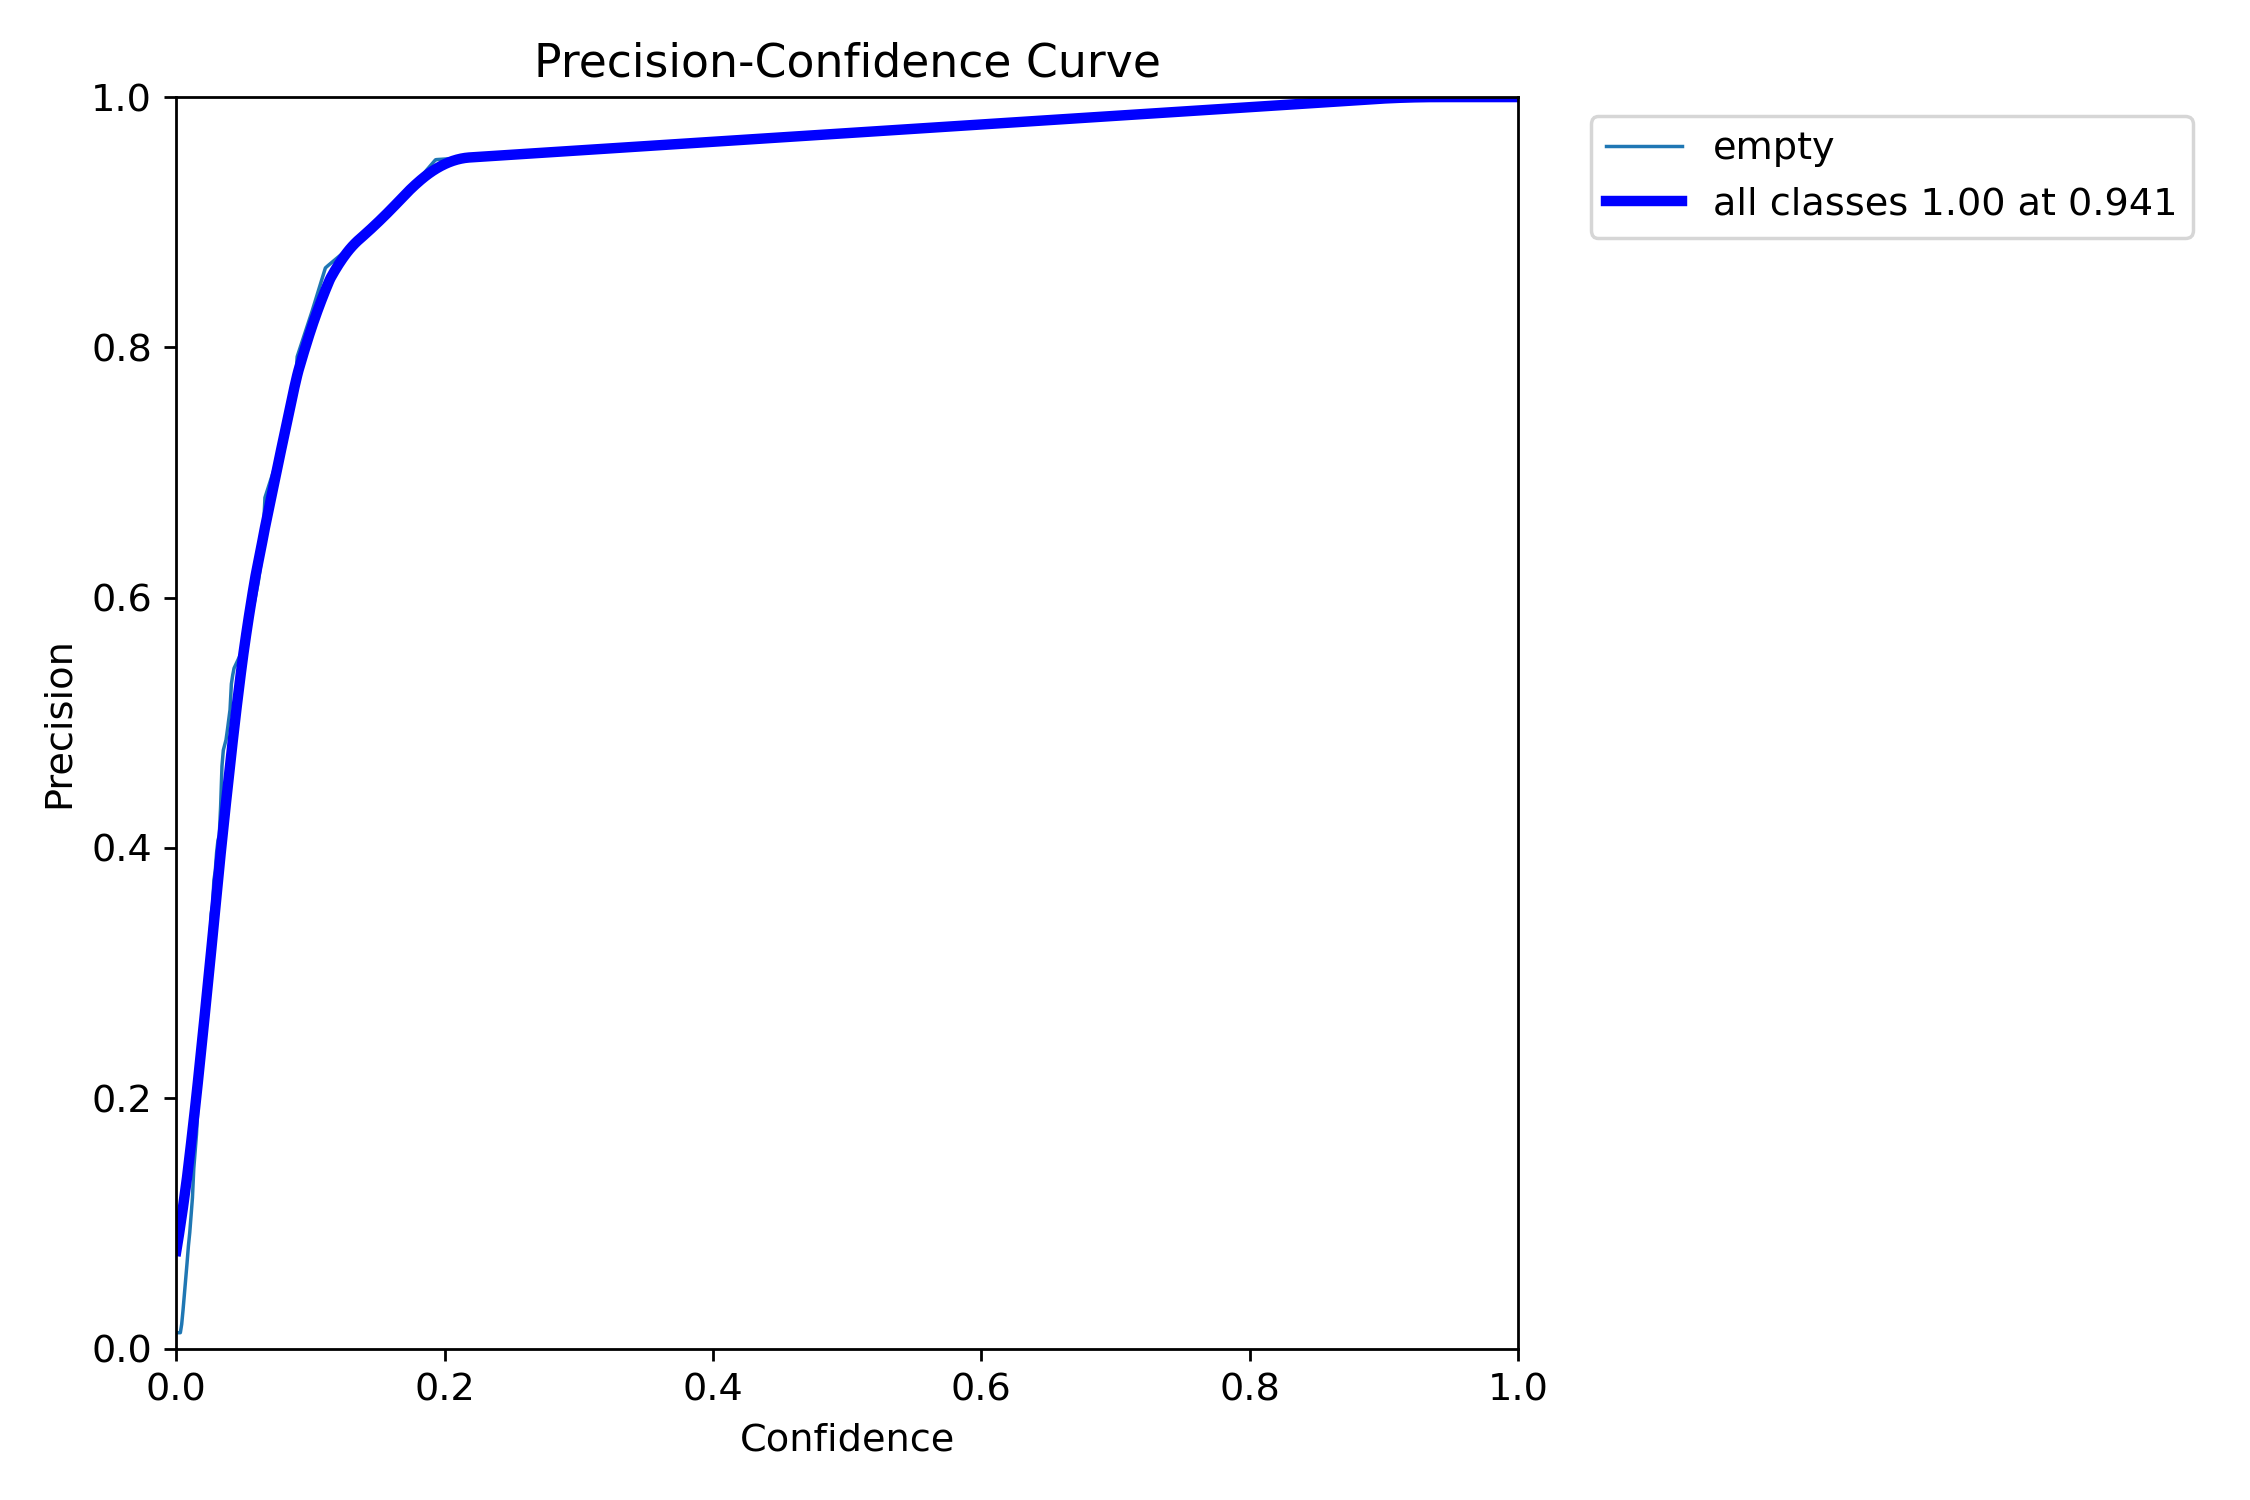 Precision-Confidence Curve
1.0
0.8
0.6
0.4
0.2
0.0
Precision
0.0 0.2 0.4 0.6 0.8 1.0
Confidence
empty
all classes 1.00 at 0.941